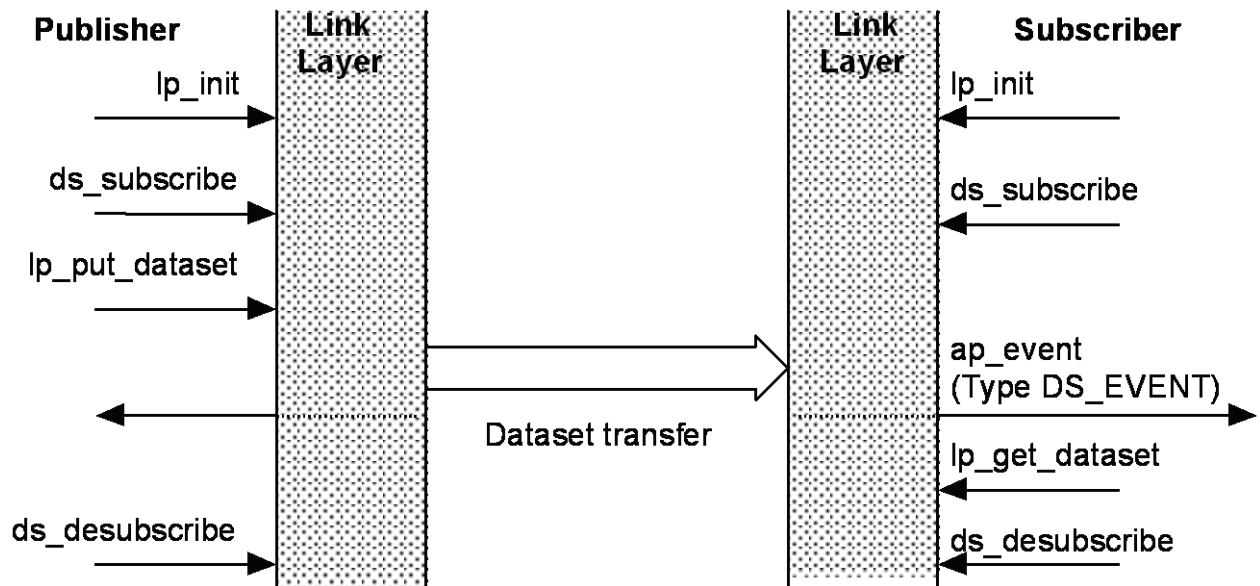 Publisher
Link
Layer
Link
Layer
Subscriber
lp_init
lp_init
ds_subscribe
ds_subscribe
lp_put_dataset
ap_event
(Type DS_EVENT)
Dataset transfer
lp_get_dataset
ds_desubscribe
ds_desubscribe